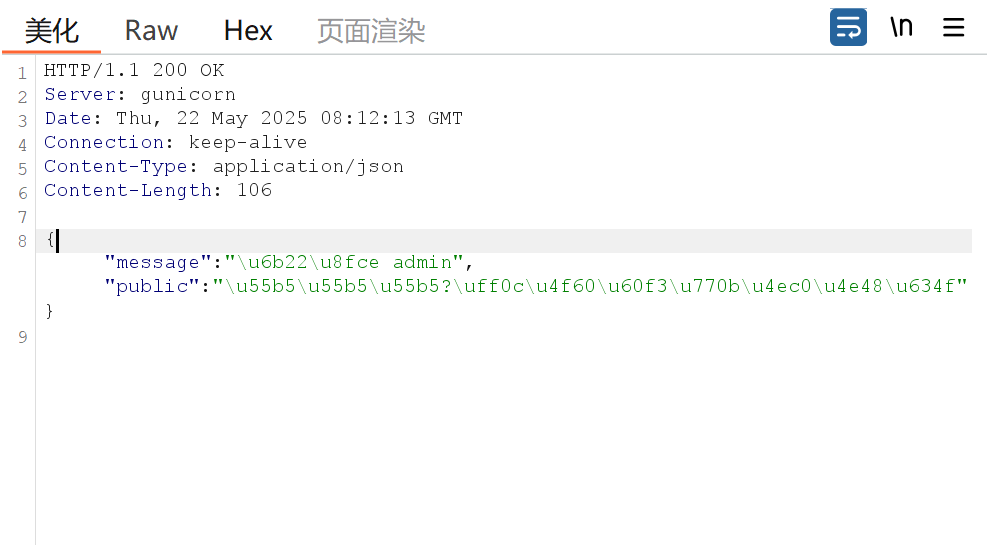 美化 Raw Hex 页面渲染 \n
1 HTTP/1.1 200 OK
2 Server: gunicorn
3 Date: Thu, 22 May 2025 08:12:13 GMT
4 Connection: keep-alive
5 Content-Type: application/json
6 Content-Length: 106
7
8 {
"message":"\u6b22\u8fce admin",
"public":"\u55b5\u55b5\u55b5?\uff0c\u4f60\u60f3\u770b\u4ec0\u4e48\u634f"
}
9